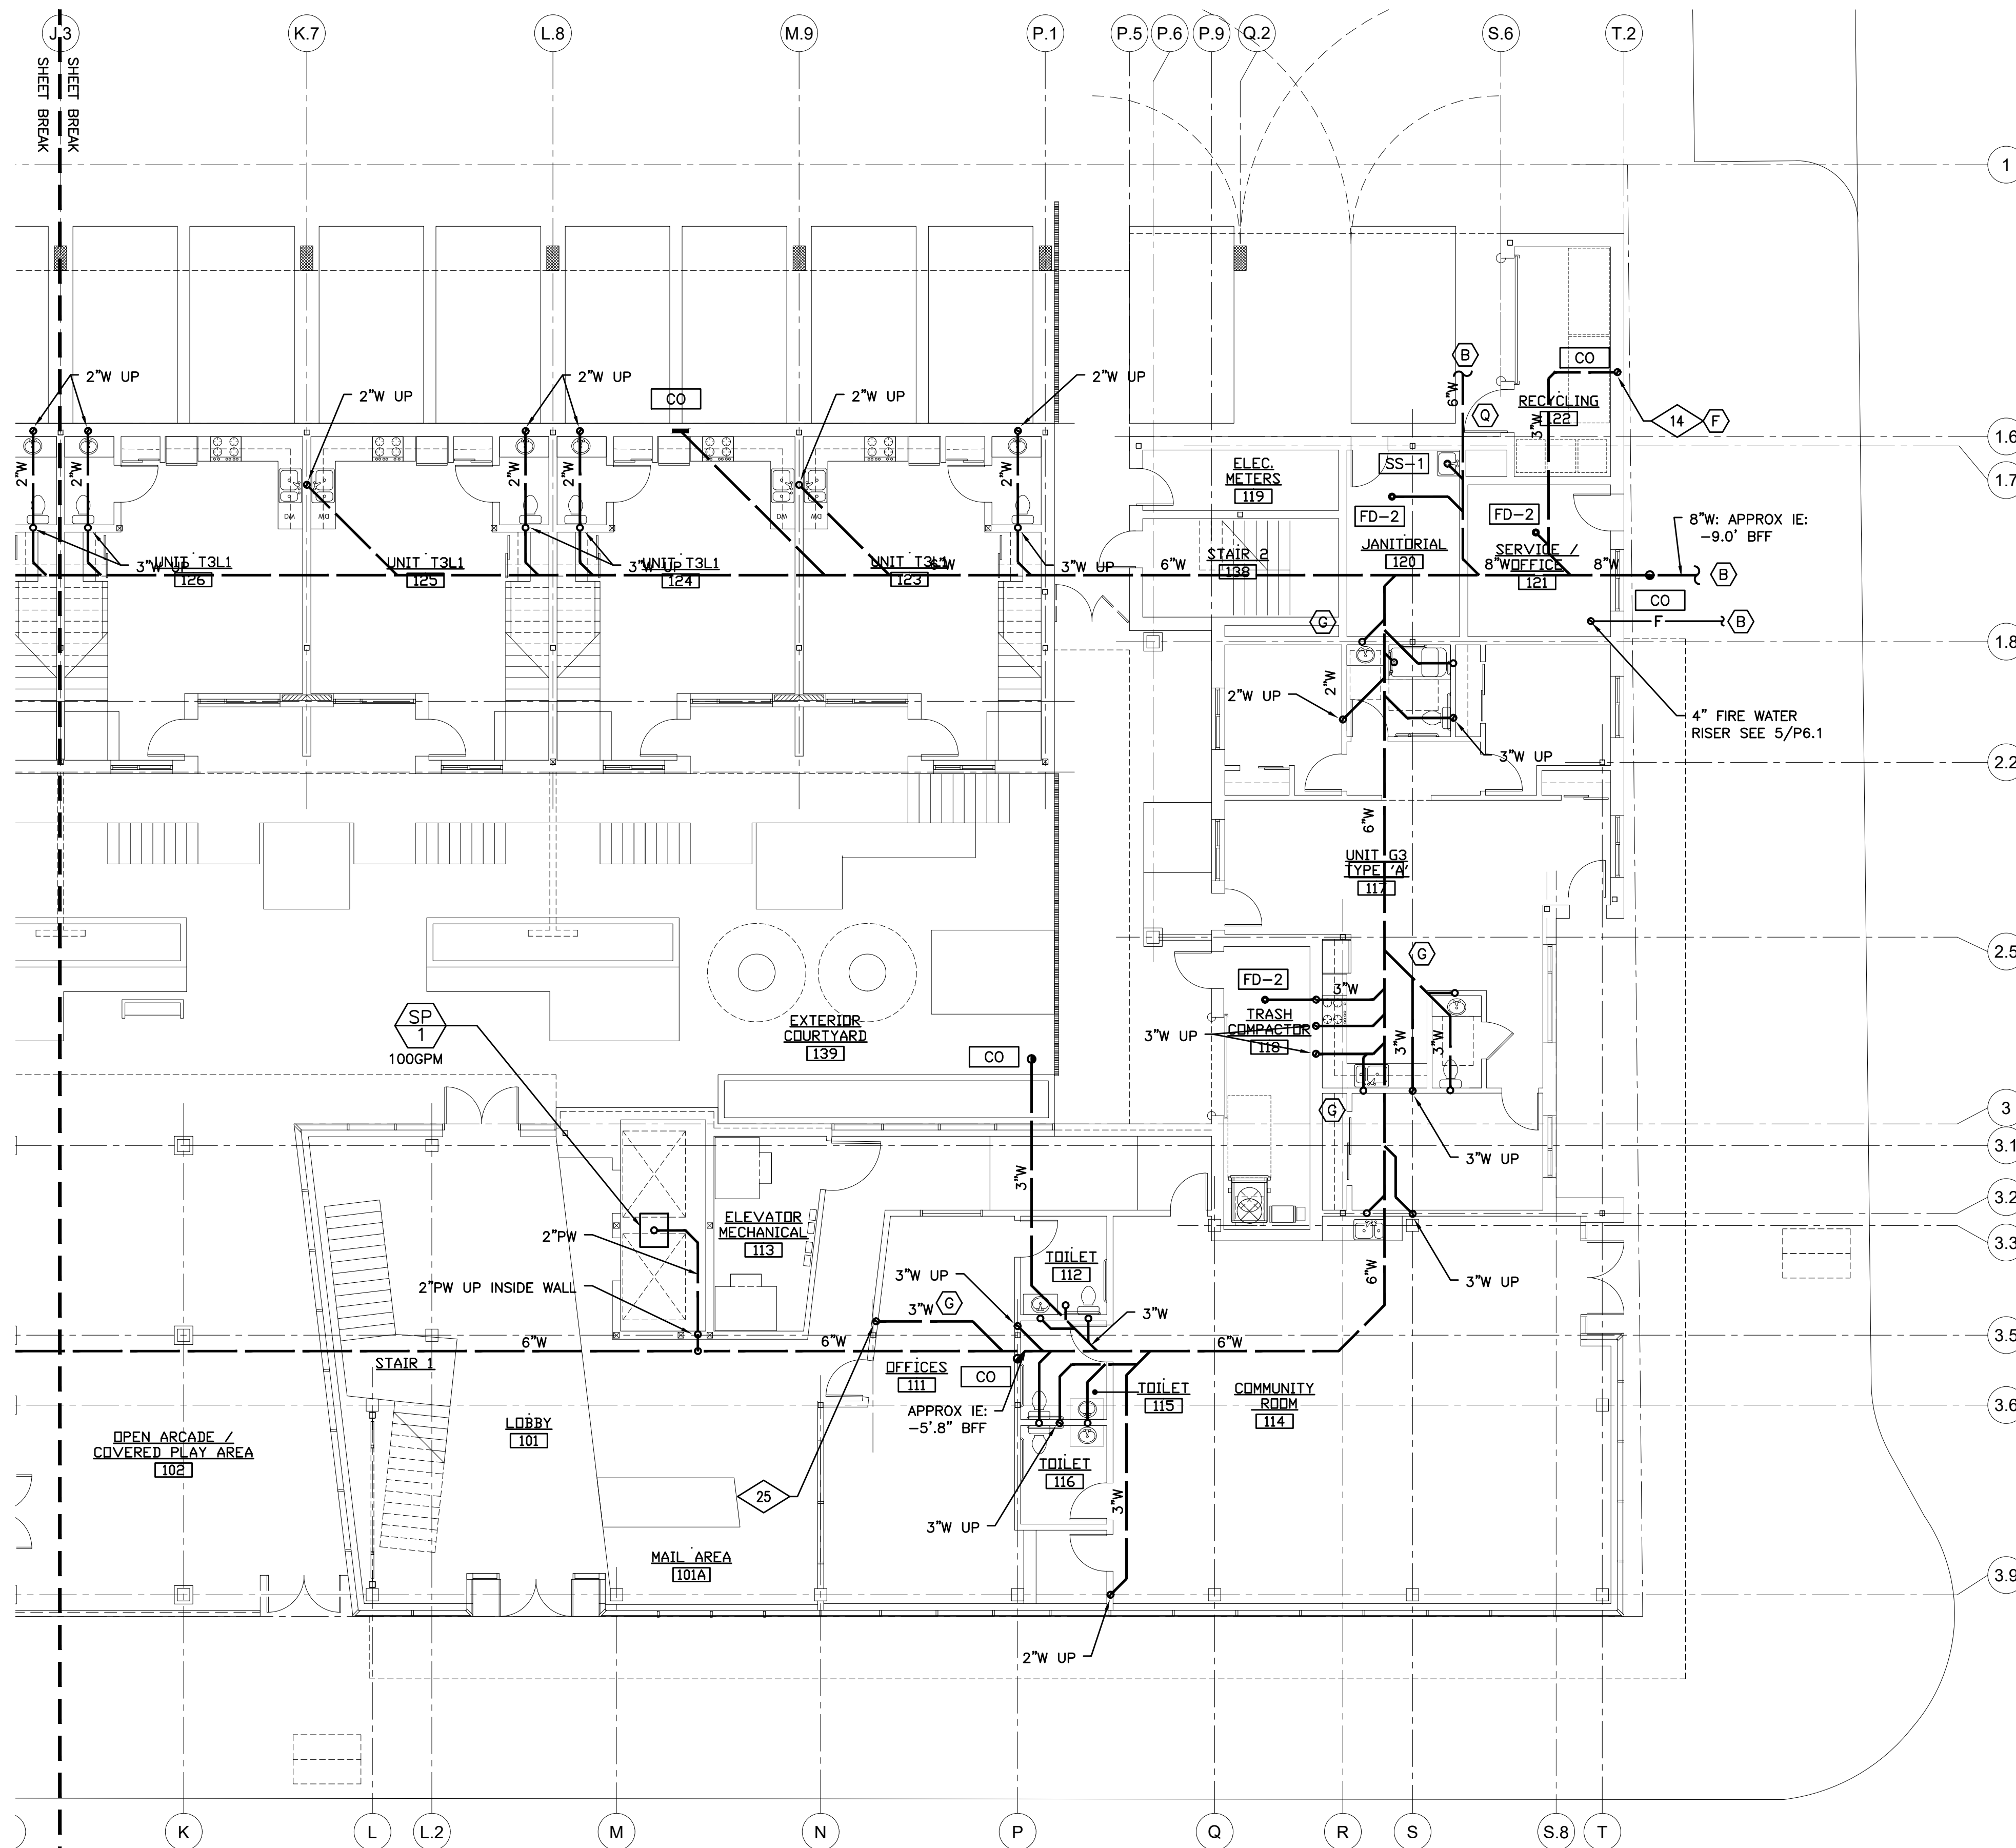 J.3
K.7
L.8
M.9
P.1
P.5
P.6
P.9
Q.2
S.6
T.2
SHEET BREAK
SHEET BREAK
1
B
6"W
CO
2"W UP
2"W UP
2"W UP
CO
2"W UP
2"W UP
Q
RECYCLING
122
3"W
14
F
1.6
1.7
2"W
2"W
2"W
2"W
2"W
DW
DW
DW
DW
ELEC.
METERS
119
SS-1
FD-2
FD-2
8"W: APPROX IE:
-9.0' BFF
3"W UP
UNIT T3L1
126
UNIT T3L1
125
3"W UP
UNIT T3L1
124
UNIT T3L1
123
6"W
3"W UP
6"W
STAIR 2
138
JANITORIAL
120
SERVICE /
OFFICE
121
8"W
8"W
B
CO
F
B
G
1.8
2"W UP
2"W
3"W UP
4" FIRE WATER
RISER SEE 5/P6.1
2.2
6"W
UNIT G3
TYPE 'A'
117
G
2.5
FD-2
3"W
SP
1
100GPM
EXTERIOR
COURTYARD
139
CO
3"W UP
TRASH
COMPACTOR
118
3"W
3"W
G
3
3.1
3"W UP
3"W
3.2
3.3
ELEVATOR
MECHANICAL
113
2"PW
2"PW UP INSIDE WALL
3"W UP
3"W
G
TOILET
112
3"W
6"W
3"W UP
3.5
6"W
6"W
6"W
STAIR 1
OFFICES
111
CO
APPROX IE:
-5'.8" BFF
TOILET
115
COMMUNITY
ROOM
114
3.6
OPEN ARCADE /
COVERED PLAY AREA
102
LOBBY
101
TOILET
116
25
3"W UP
3"W
MAIL AREA
101A
3.9
2"W UP
K
L
L.2
M
N
P
Q
R
S
S.8
T